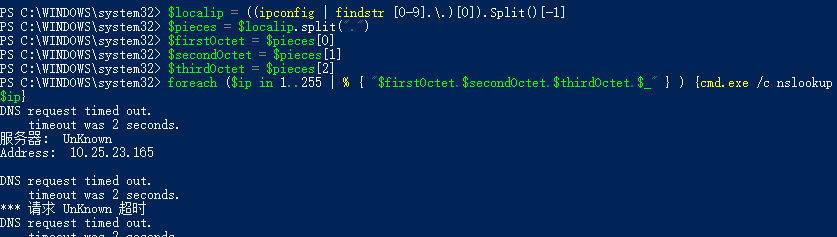 PS C:\WINDOWS\system32> $localip = ((ipconfig | findstr [0-9].\.)[0]).Split()[-1]
PS C:\WINDOWS\system32> $pieces = $localip.split(".")
PS C:\WINDOWS\system32> $firstOctet = $pieces[0]
PS C:\WINDOWS\system32> $secondOctet = $pieces[1]
PS C:\WINDOWS\system32> $thirdOctet = $pieces[2]
PS C:\WINDOWS\system32> foreach ($ip in 1..255 | % { "$firstOctet.$secondOctet.$thirdOctet.$_" } ) {cmd.exe /c nslookup
$ip}
DNS request timed out.
    timeout was 2 seconds.
服务器:  UnKnown
Address:  10.25.23.165

DNS request timed out.
    timeout was 2 seconds.
*** 请求 UnKnown 超时
DNS request timed out.
    timeout was 2 seconds.